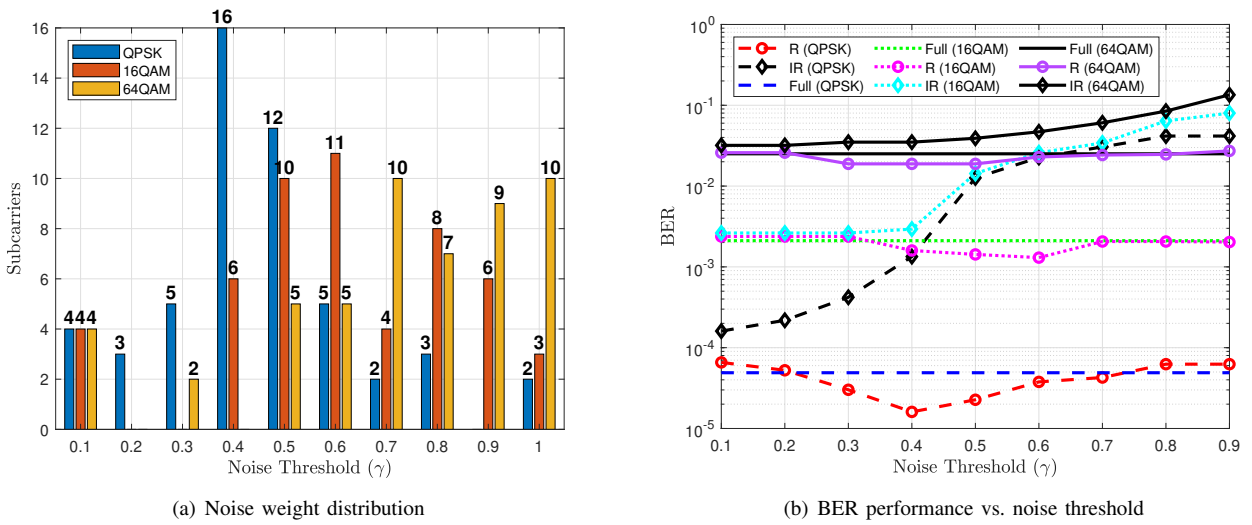 16
14
12
10
8
6
4
2
0
Subcarriers
QPSK
16QAM
64QAM
4 4 4
3
5 2
16 6
12 10 5
5 11 5
2 4 10
3 8 7
6 9
2 3 10
0.1 0.2 0.3 0.4 0.5 0.6 0.7 0.8 0.9 1
Noise Threshold (γ)
(a) Noise weight distribution
10^0
10^-1
10^-2
10^-3
10^-4
10^-5
BER
R (QPSK) Full (16QAM) Full (64QAM)
IR (QPSK) R (16QAM) R (64QAM)
Full (QPSK) IR (16QAM) IR (64QAM)
0.1 0.2 0.3 0.4 0.5 0.6 0.7 0.8 0.9
Noise Threshold (γ)
(b) BER performance vs. noise threshold